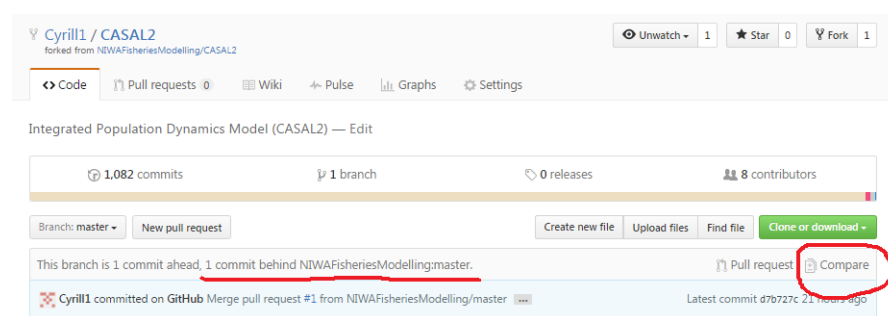 Cyrill1 / CASAL2
forked from NIWAFisheriesModelling/CASAL2
Unwatch 1 Star 0 Fork 1
Code Pull requests 0 Wiki Pulse Graphs Settings
Integrated Population Dynamics Model (CASAL2) — Edit
1,082 commits 1 branch 0 releases 8 contributors
Branch: master New pull request Create new file Upload files Find file Clone or download
This branch is 1 commit ahead, 1 commit behind NIWAFisheriesModelling:master. Pull request Compare
Cyrill1 committed on GitHub Merge pull request #1 from NIWAFisheriesModelling/master ... Latest commit d7b727c 21 hours ago